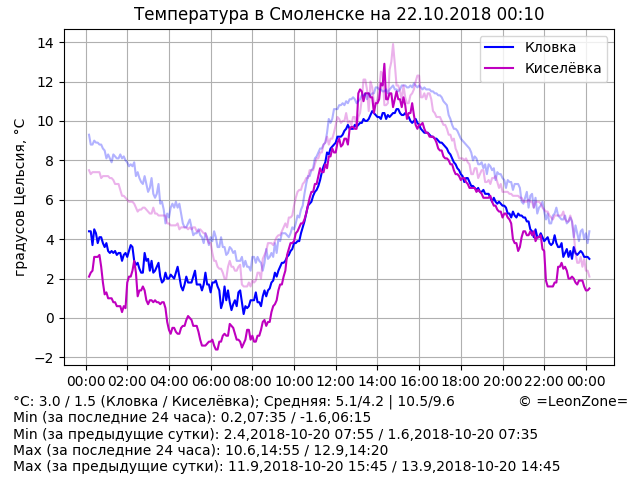 Температура в Смоленске на 22.10.2018 00:10
Кловка
Киселёвка
градусов Цельсия, °C
14
12
10
8
6
4
2
0
−2
00:00 02:00 04:00 06:00 08:00 10:00 12:00 14:00 16:00 18:00 20:00 22:00 00:00
°C: 3.0 / 1.5 (Кловка / Киселёвка); Средняя: 5.1/4.2 | 10.5/9.6 © =LeonZone=
Min (за последние 24 часа): 0.2,07:35 / -1.6,06:15
Min (за предыдущие сутки): 2.4,2018-10-20 07:55 / 1.6,2018-10-20 07:35
Max (за последние 24 часа): 10.6,14:55 / 12.9,14:20
Max (за предыдущие сутки): 11.9,2018-10-20 15:45 / 13.9,2018-10-20 14:45